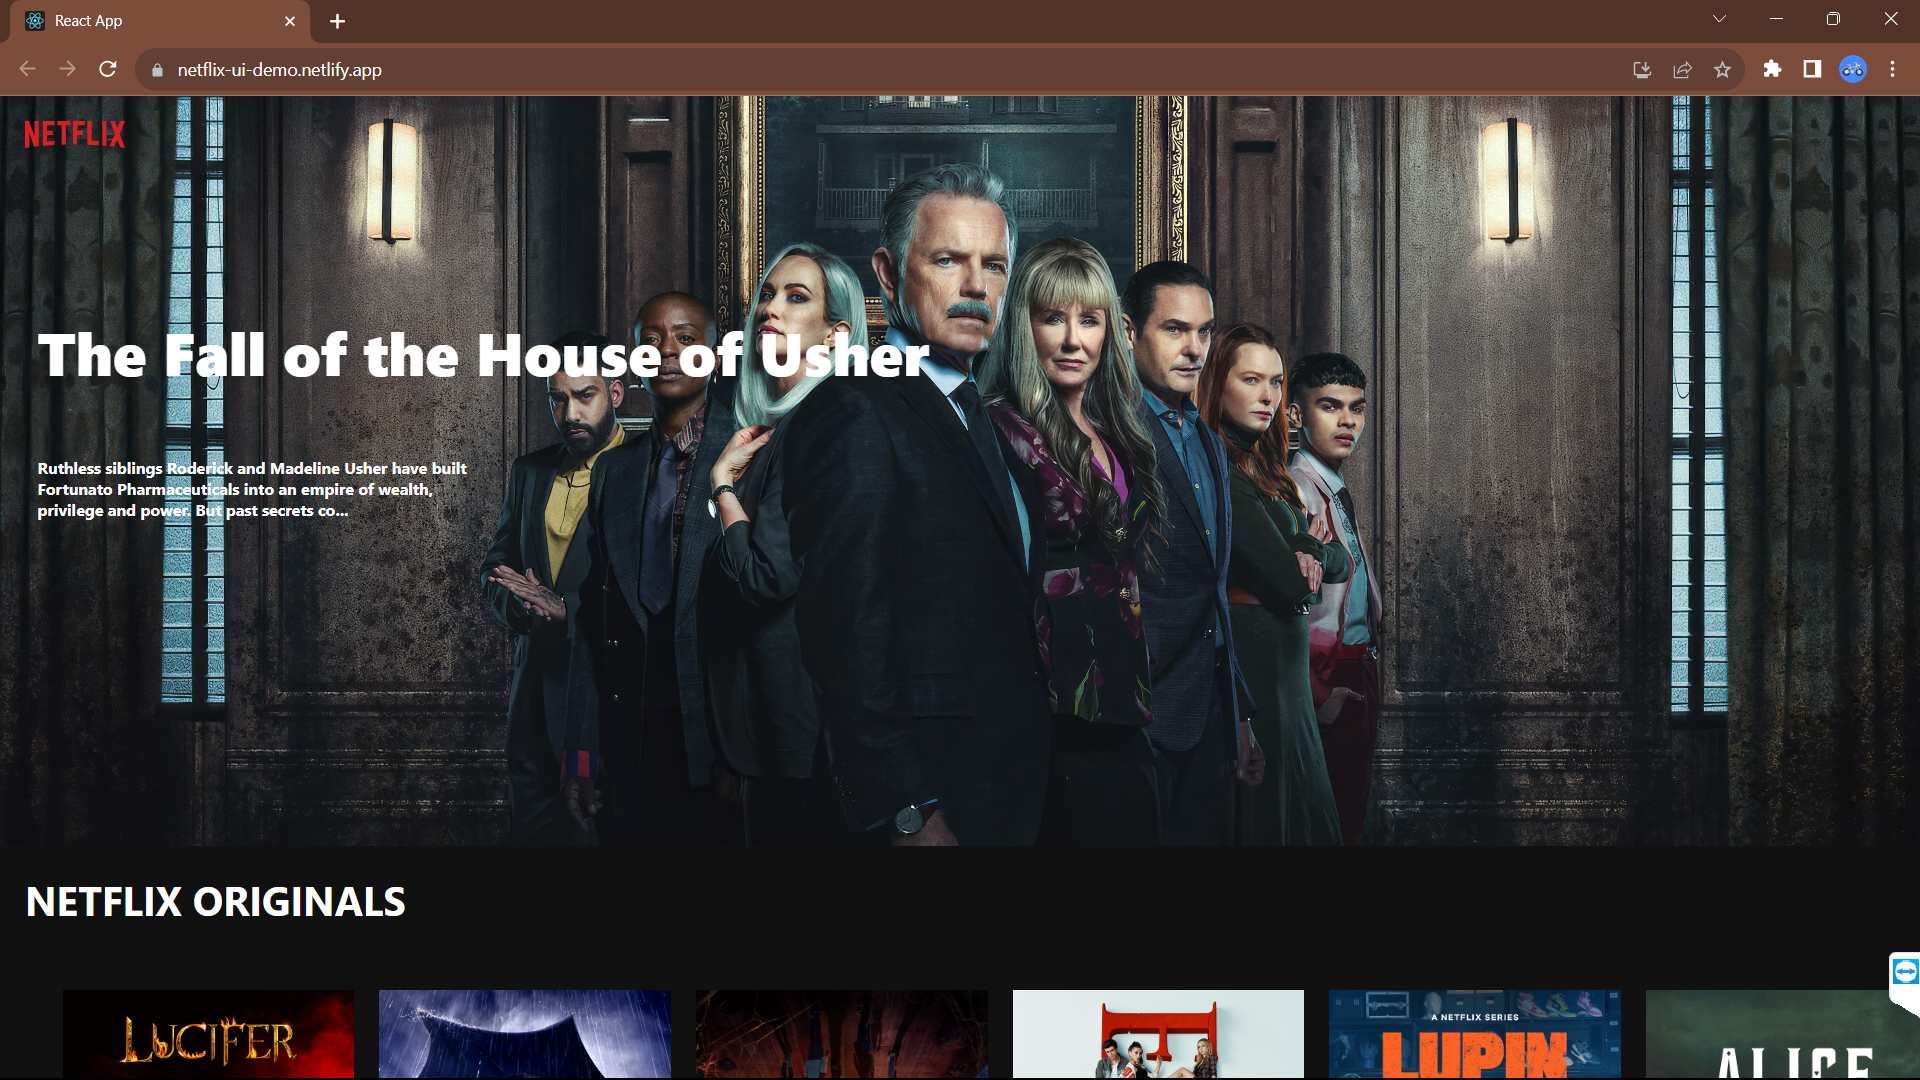 React App
netflix-ui-demo.netlify.app
NETFLIX
The Fall of the House of Usher
Ruthless siblings Roderick and Madeline Usher have built
Fortunato Pharmaceuticals into an empire of wealth,
privilege and power. But past secrets co...
NETFLIX ORIGINALS
LUCIFER
A NETFLIX SERIES
LUPIN
ALICE